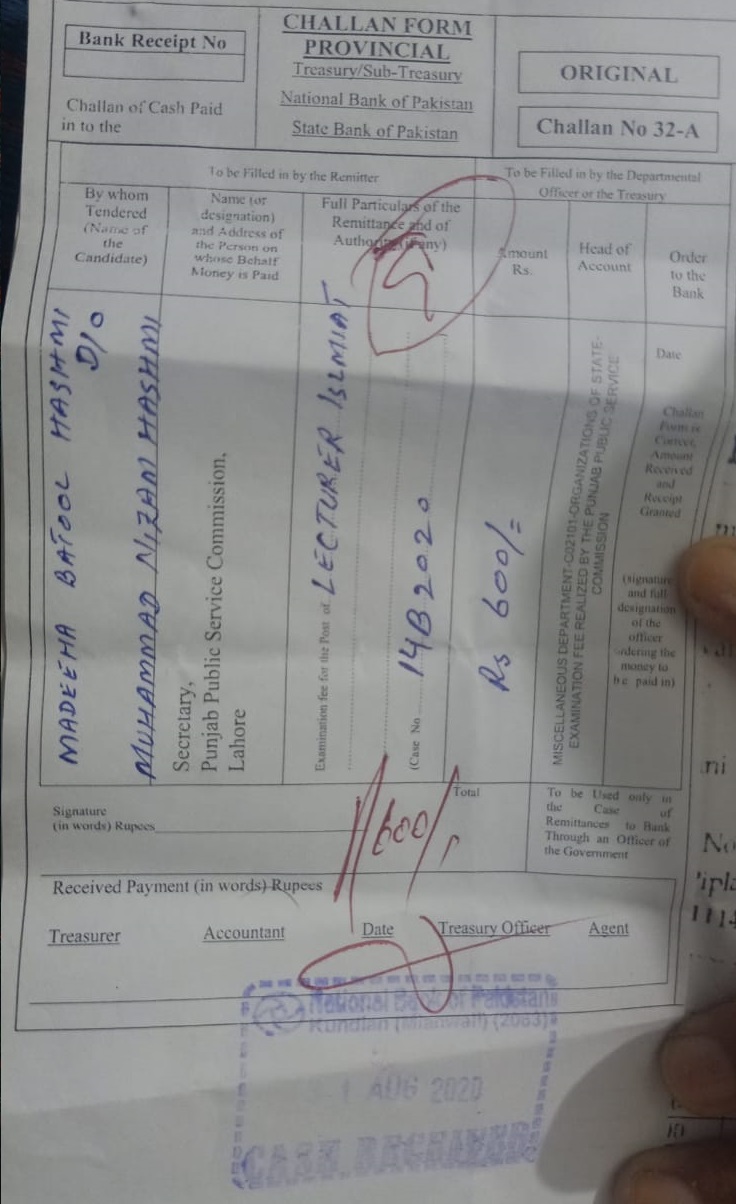 Bank Receipt No
Challan of Cash Paid
in to the
CHALLAN FORM
PROVINCIAL
Treasury/Sub-Treasury
National Bank of Pakistan
State Bank of Pakistan
ORIGINAL
Challan No 32-A
To be Filled in by the Remitter
To be Filled in by the Departmental
Officer or the Treasury
By whom
Tendered
(Name of
the
Candidate)
Name (or
designation)
and Address of
the Person on
whose Behalf
Money is Paid
Full Particulars of the
Remittance and of
Authority (if any)
Amount
Rs.
Head of
Account
Order
to the
Bank
MADEEHA BATOOL HASHMI
D/O
MUHAMMAD NIZAM HASHMI
Secretary,
Punjab Public Service Commission,
Lahore
Examination fee for the Post of LECTURER ISLMIAT
(Case No 14B2020
Rs 600/=
MISCELLANEOUS DEPARTMENT-C02101-ORGANIZATIONS OF STATE-
EXAMINATION FEE REALIZED BY THE PUNJAB PUBLIC SERVICE
COMMISSION
Date
Challan
Form is
Correct,
Amount
Received
and
Receipt
Granted
(signature
and full
designation
of the
officer
ordering the
money to
be paid in)
Signature
(in words) Rupees
Total
600/
To be Used only in
the Case of
Remittances to Bank
Through an Officer of
the Government
Received Payment (in words) Rupees
Treasurer
Accountant
Date
Treasury Officer
Agent
National Bank of Pakistan
Kundian (Mianwali) (2083)
1 AUG 2020